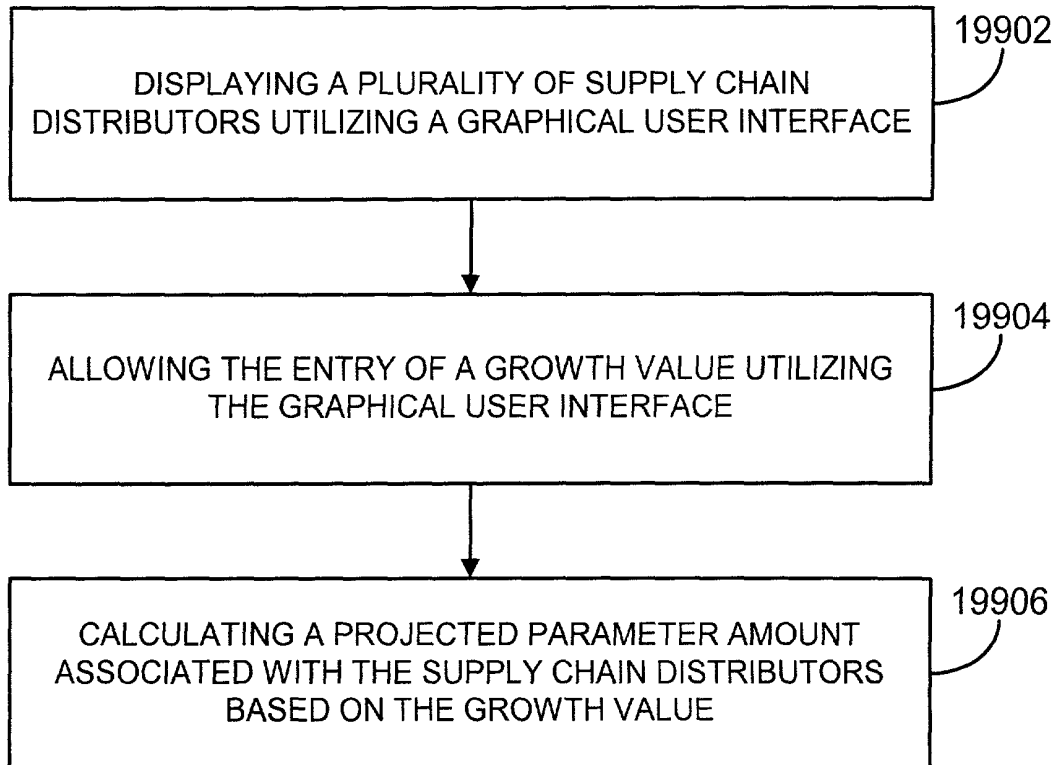 19902
DISPLAYING A PLURALITY OF SUPPLY CHAIN
DISTRIBUTORS UTILIZING A GRAPHICAL USER INTERFACE
19904
ALLOWING THE ENTRY OF A GROWTH VALUE UTILIZING
THE GRAPHICAL USER INTERFACE
19906
CALCULATING A PROJECTED PARAMETER AMOUNT
ASSOCIATED WITH THE SUPPLY CHAIN DISTRIBUTORS
BASED ON THE GROWTH VALUE